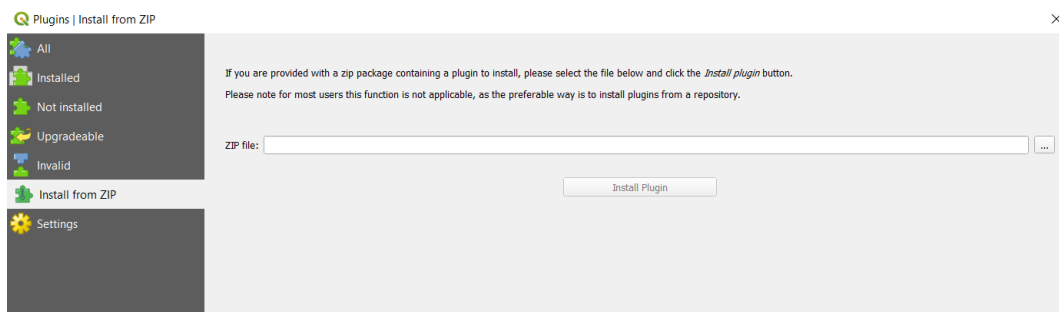 Plugins | Install from ZIP
All
Installed
Not installed
Upgradeable
Invalid
Install from ZIP
Settings
If you are provided with a zip package containing a plugin to install, please select the file below and click the Install plugin button.
Please note for most users this function is not applicable, as the preferable way is to install plugins from a repository.
ZIP file:
...
Install Plugin